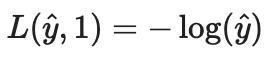 L(ŷ, 1) = − log(ŷ)